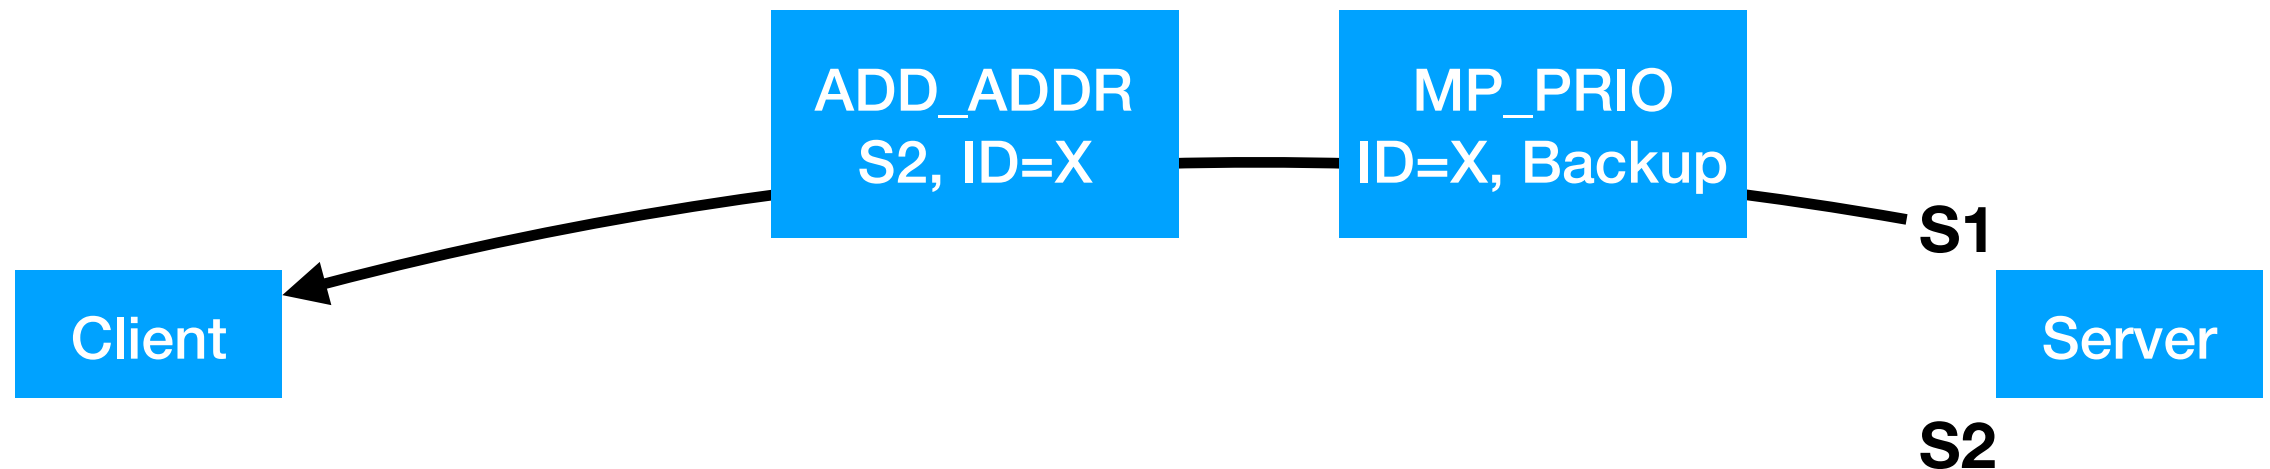 ADD_ADDR
S2, ID=X
MP_PRIO
ID=X, Backup
S1
Client
Server
S2